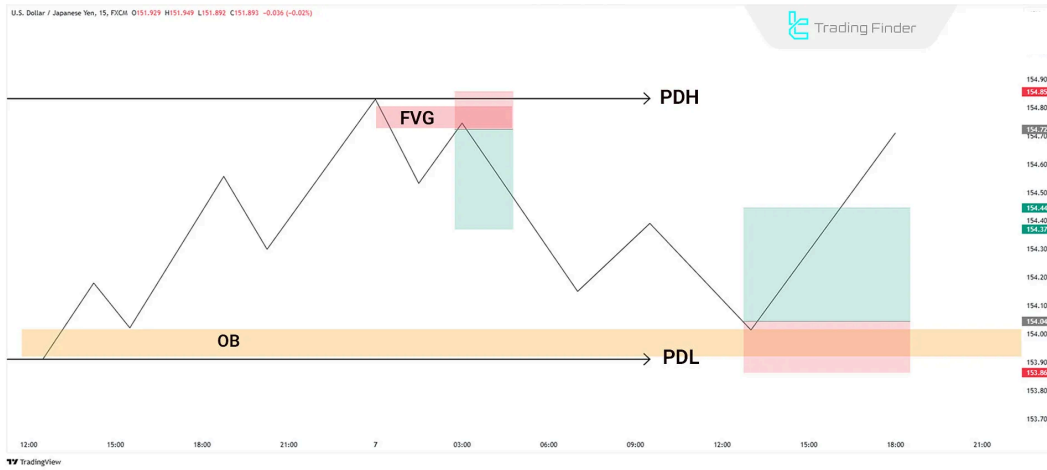 U.S. Dollar / Japanese Yen, 15, FXCM O151.929 H151.949 L151.892 C151.893 -0.036 (-0.02%)
Trading Finder
154.90
154.85
154.80
154.72
154.70
154.60
154.50
154.44
154.40
154.37
154.30
154.20
154.10
154.04
154.00
153.90
153.86
153.80
153.70
PDH
FVG
OB
PDL
12:00 15:00 18:00 21:00 7 03:00 06:00 09:00 12:00 15:00 18:00 21:00
TradingView